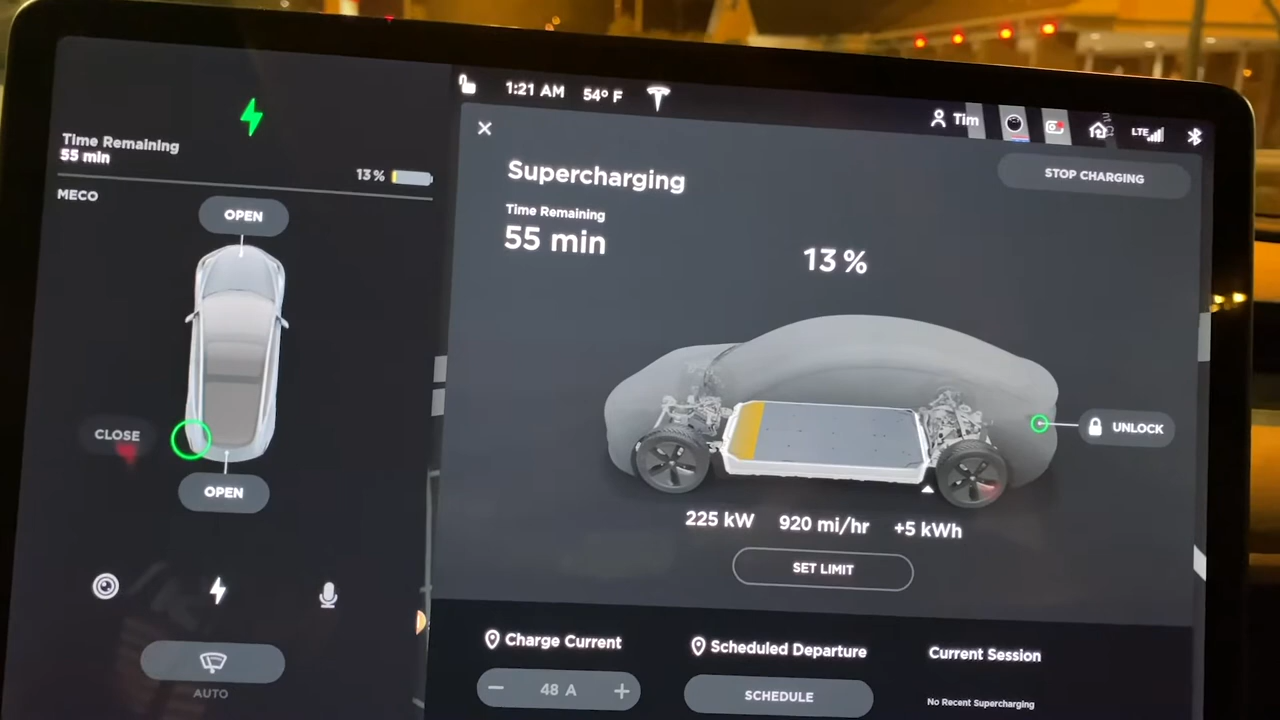 Time Remaining
55 min
13%
MECO
OPEN
CLOSE
OPEN
AUTO
1:21 AM 54° F
Tim
LTE
Supercharging
STOP CHARGING
Time Remaining
55 min
13%
UNLOCK
225 kW 920 mi/hr +5 kWh
SET LIMIT
Charge Current
48 A
Scheduled Departure
SCHEDULE
Current Session
No Recent Supercharging